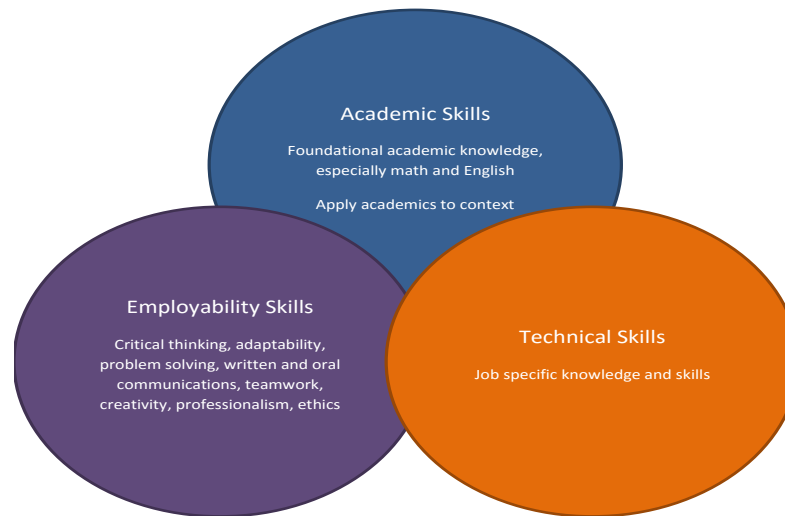 Academic Skills
Foundational academic knowledge,
especially math and English
Apply academics to context
Employability Skills
Critical thinking, adaptability,
problem solving, written and oral
communications, teamwork,
creativity, professionalism, ethics
Technical Skills
Job specific knowledge and skills